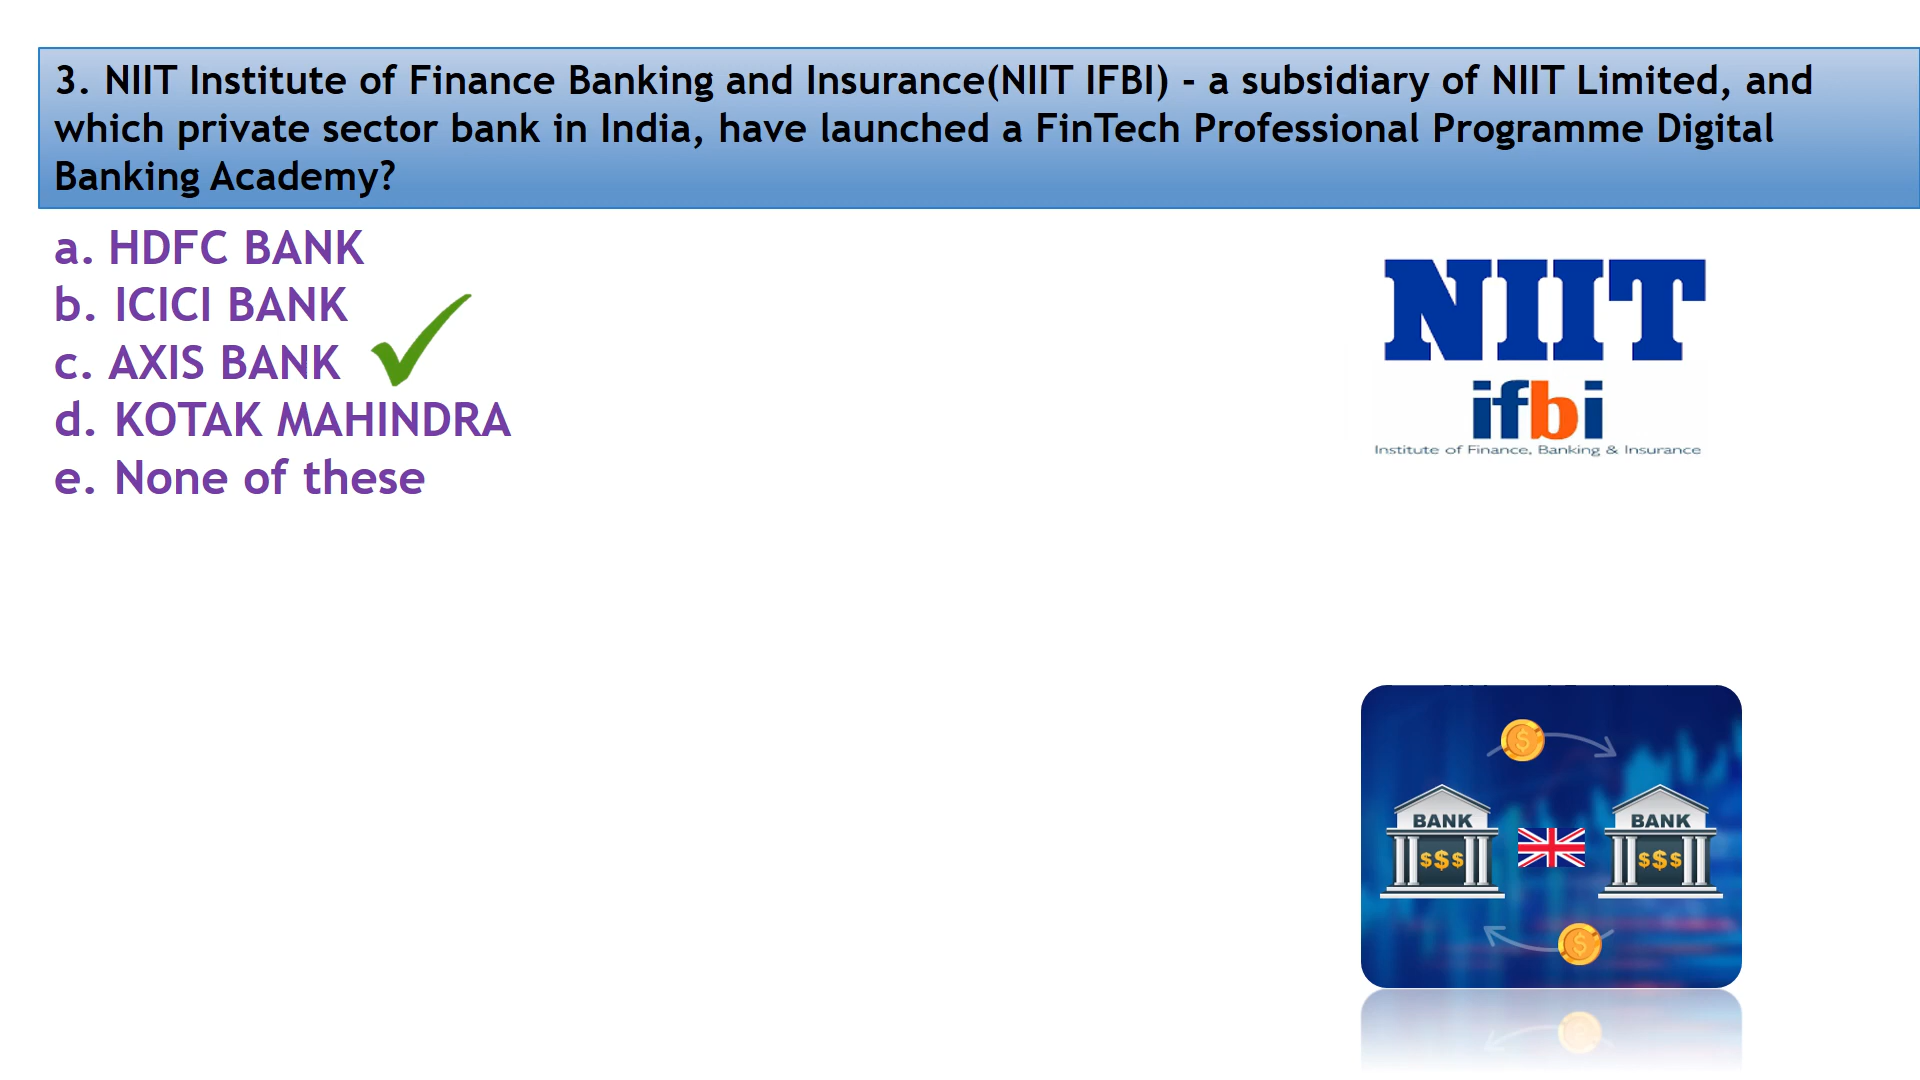 3. NIIT Institute of Finance Banking and Insurance(NIIT IFBI) - a subsidiary of NIIT Limited, and
which private sector bank in India, have launched a FinTech Professional Programme Digital
Banking Academy?
a. HDFC BANK
b. ICICI BANK
c. AXIS BANK
d. KOTAK MAHINDRA
e. None of these
NIIT
ifbi
Institute of Finance, Banking & Insurance
$
BANK BANK
$$$ $$$
$